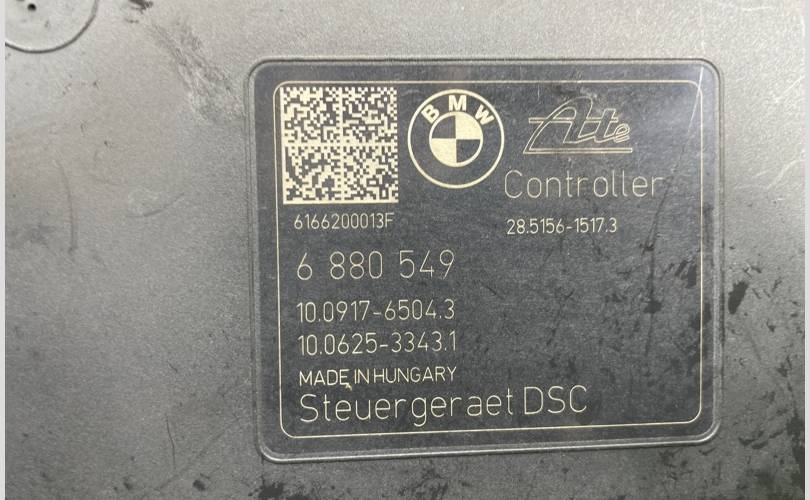 BMW
Ate
Controller
6166200013F
28.5156-1517.3
6 880 549
10.0917-6504.3
10.0625-3343.1
MADE IN HUNGARY
Steuergeraet DSC